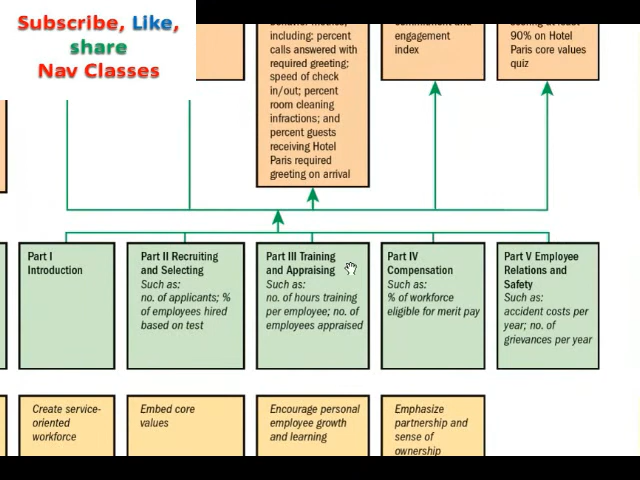 Subscribe, Like,
share
Nav Classes
including: percent
calls answered with
required greeting;
speed of check
in/out; percent
room cleaning
infractions; and
percent guests
receiving Hotel
Paris required
greeting on arrival
engagement
index
90% on Hotel
Paris core values
quiz
Part I
Introduction
Part II Recruiting
and Selecting
Such as:
no. of applicants; %
of employees hired
based on test
Part III Training
and Appraising
Such as:
no. of hours training
per employee; no. of
employees appraised
Part IV
Compensation
Such as:
% of workforce
eligible for merit pay
Part V Employee
Relations and
Safety
Such as:
accident costs per
year; no. of
grievances per year
Create service-
oriented
workforce
Embed core
values
Encourage personal
employee growth
and learning
Emphasize
partnership and
sense of
ownership